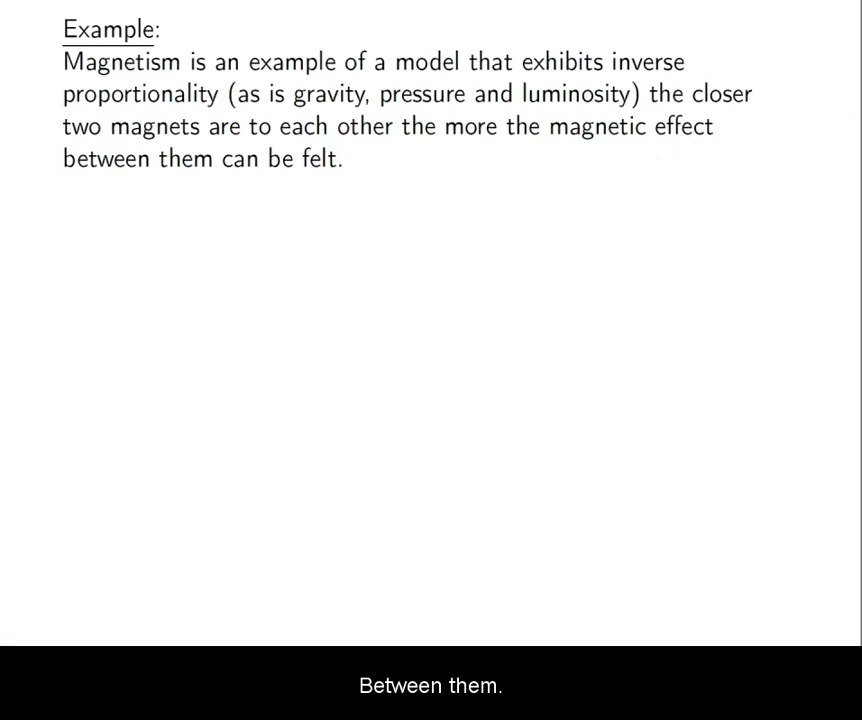 Example:
Magnetism is an example of a model that exhibits inverse
proportionality (as is gravity, pressure and luminosity) the closer
two magnets are to each other the more the magnetic effect
between them can be felt.
Between them.